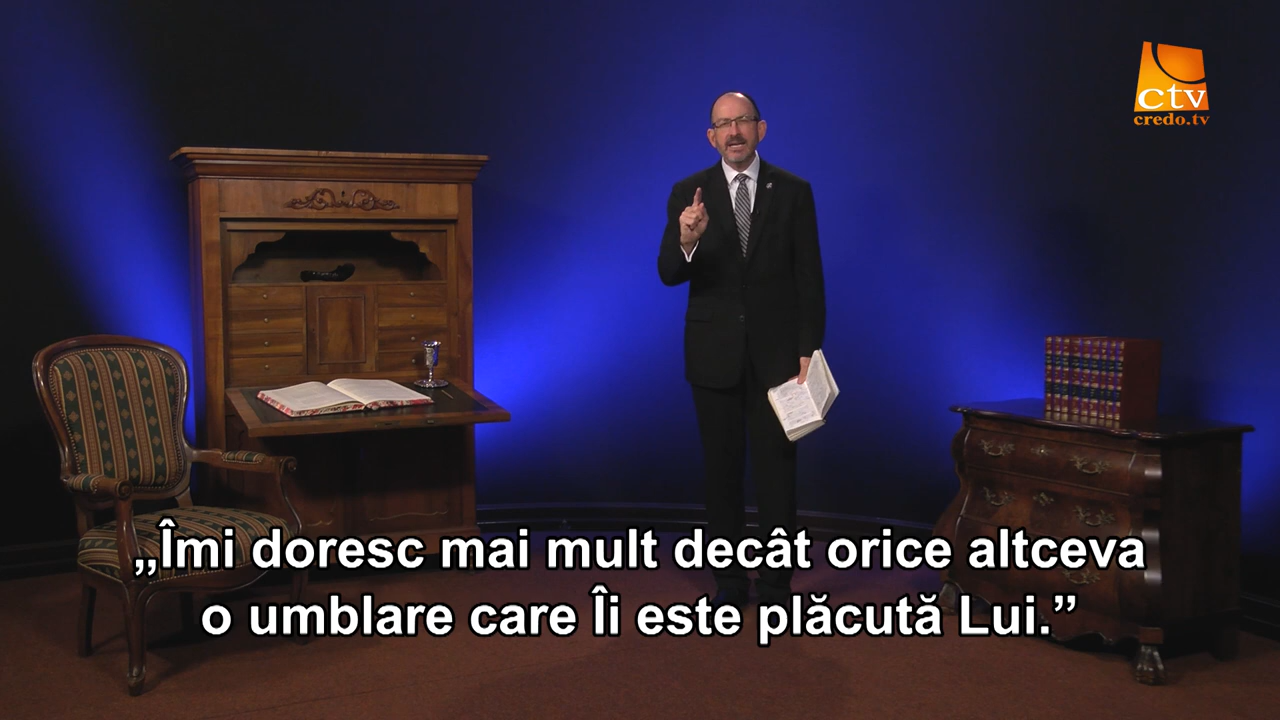 ctv
credo.tv
„Îmi doresc mai mult decât orice altceva
o umblare care Îi este plăcută Lui.”